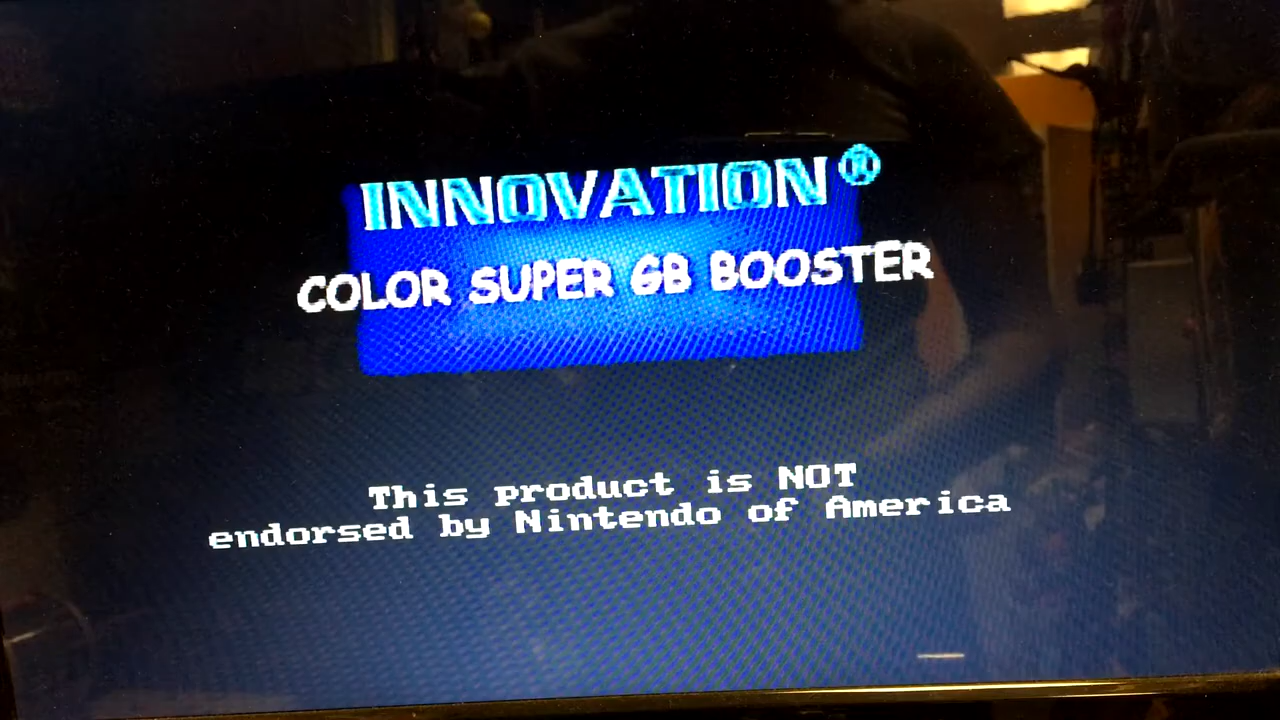 INNOVATION®
COLOR SUPER GB BOOSTER
This product is NOT
endorsed by Nintendo of America